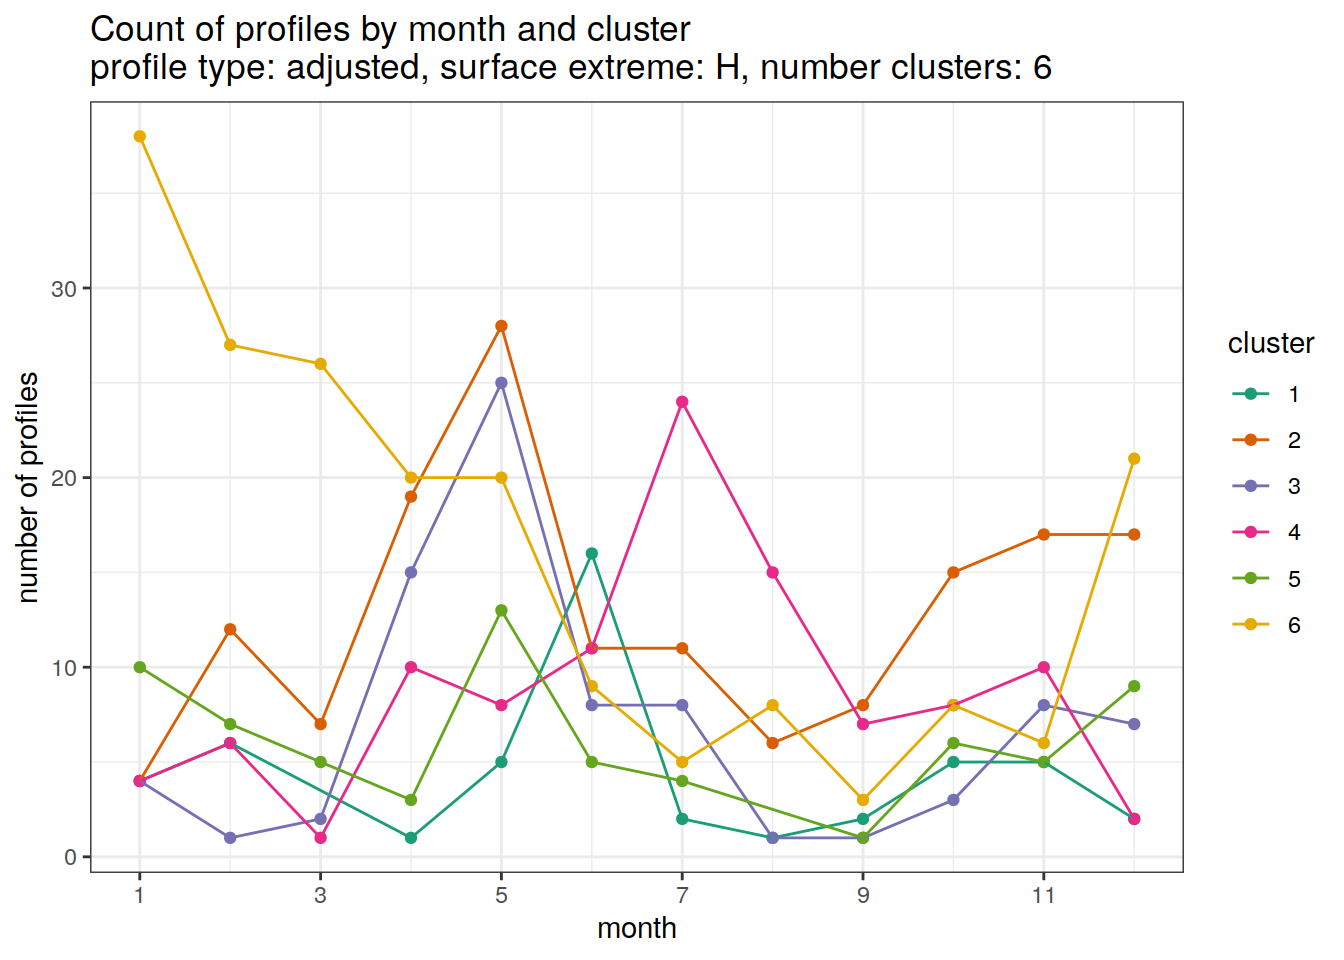 Count of profiles by month and cluster
profile type: adjusted, surface extreme: H, number clusters: 6
number of profiles
30
20
10
0
1 3 5 7 9 11
month
cluster
1
2
3
4
5
6